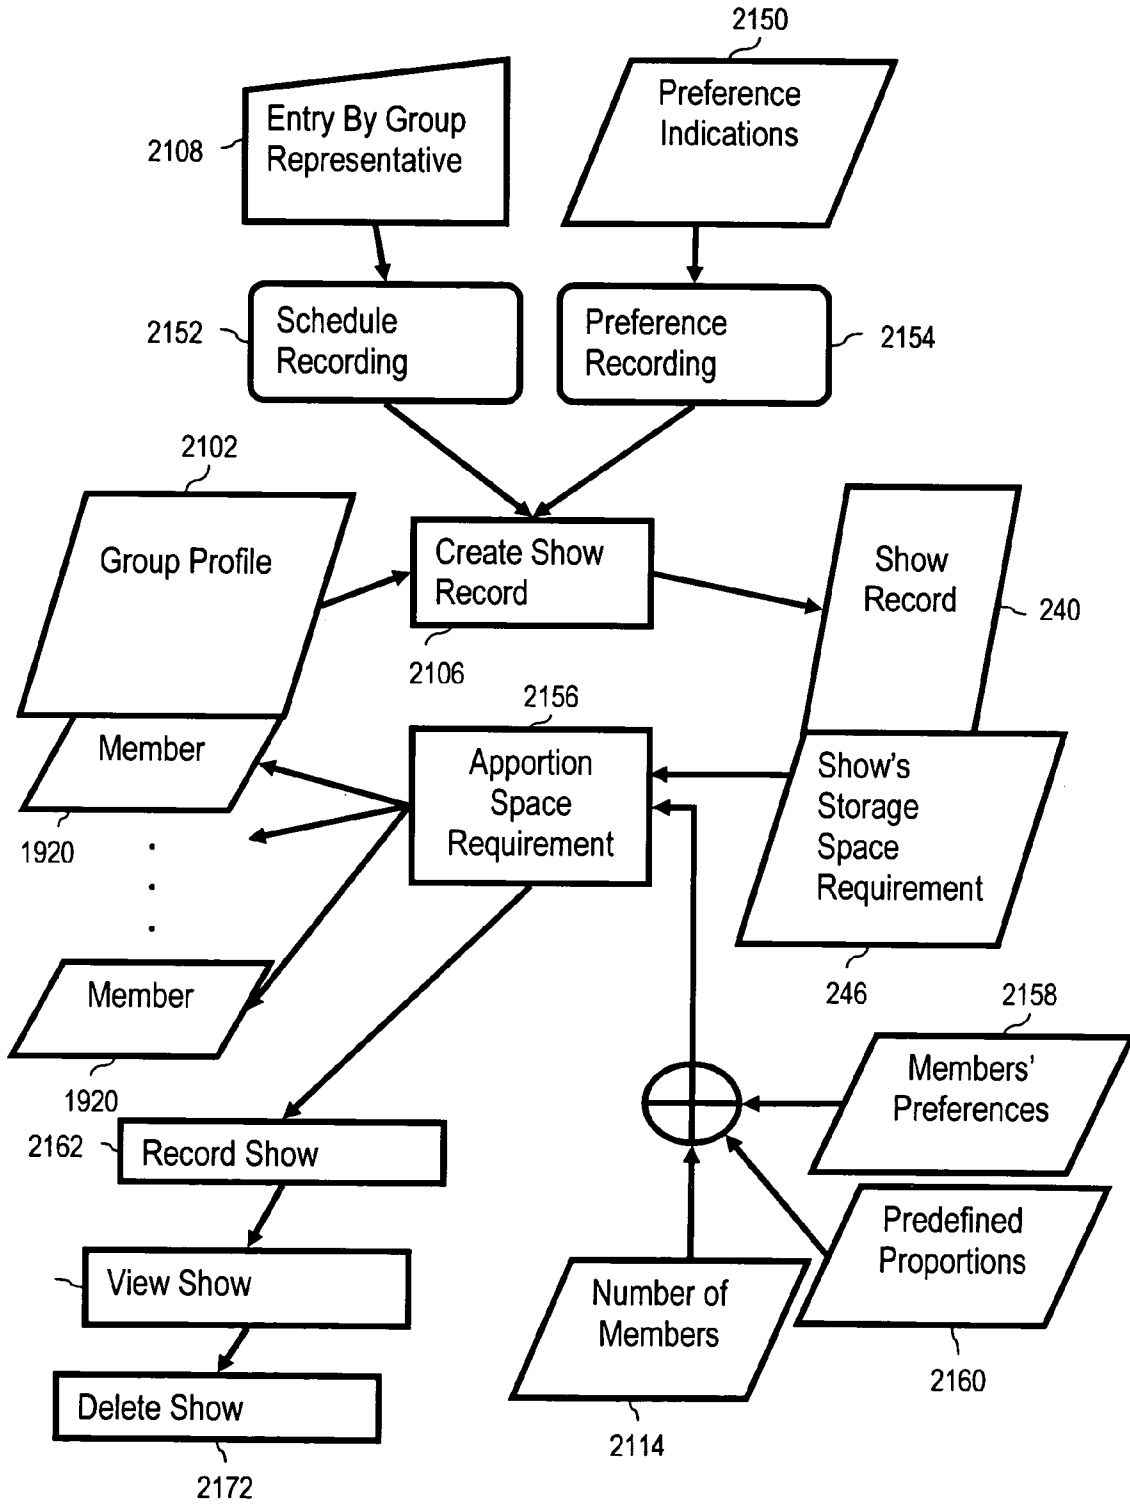 2150
Entry By Group
Representative
2108
Preference
Indications
Schedule
Recording
2152
Preference
Recording
2154
2102
Group Profile
Create Show
Record
2106
Show
Record
240
2156
Member
1920
Apportion
Space
Requirement
Show's
Storage
Space
Requirement
246
Member
1920
2158
Members'
Preferences
2162
Record Show
Predefined
Proportions
2160
View Show
Number of
Members
2114
Delete Show
2172